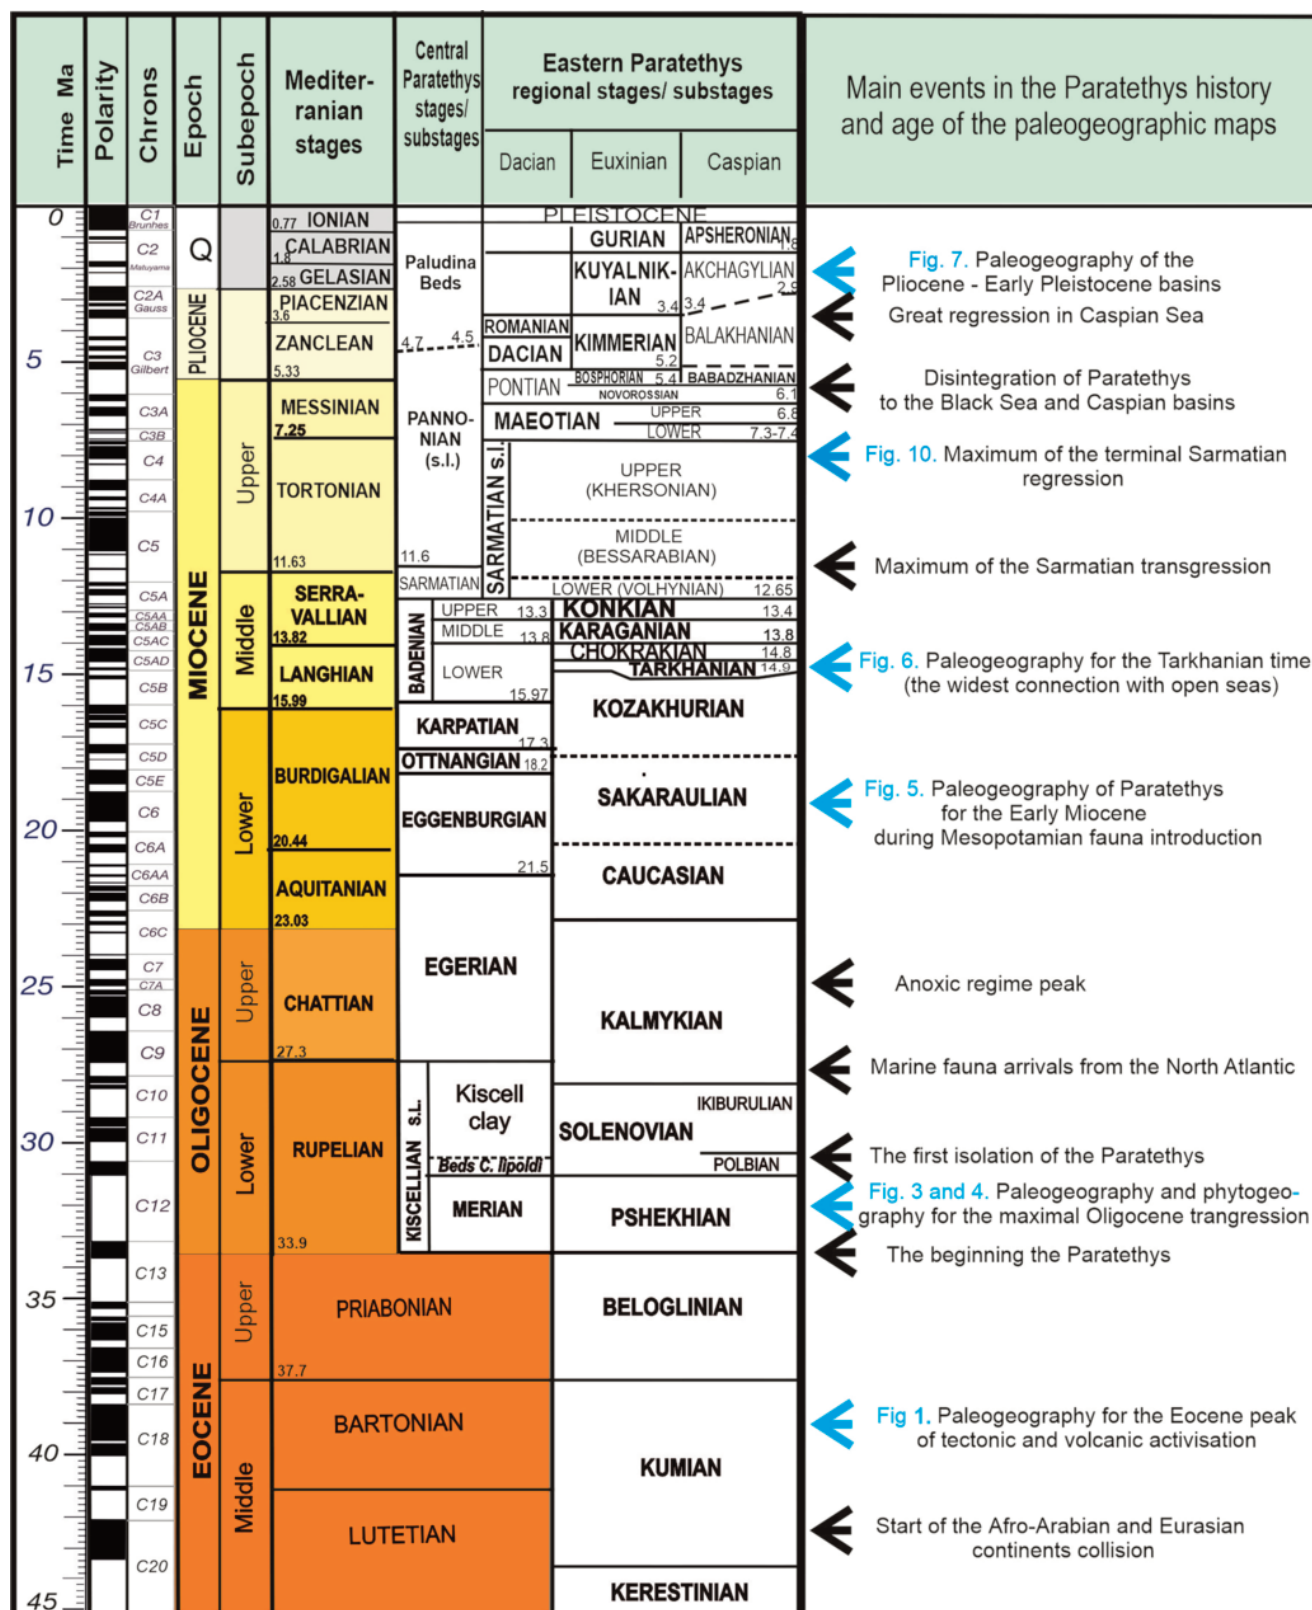 Time Ma
Polarity
Chrons
Epoch
Subepoch
Mediter-
ranian
stages
Central
Paratethys
stages/
substages
Eastern Paratethys
regional stages/ substages
Dacian
Euxinian
Caspian
Main events in the Paratethys history
and age of the paleogeographic maps
0
5
10
15
20
25
30
35
40
45
C1
Brunhes
C2
Matuyama
C2A
Gauss
C3
Gilbert
C3A
C3B
C4
C4A
C5
C5A
C5AA
C5AB
C5AC
C5AD
C5B
C5C
C5D
C5E
C6
C6A
C6AA
C6B
C6C
C7
C7A
C8
C9
C10
C11
C12
C13
C15
C16
C17
C18
C19
C20
Q
PLIOCENE
MIOCENE
OLIGOCENE
EOCENE
Upper
Middle
Lower
Upper
Lower
Upper
Middle
0.77 IONIAN
CALABRIAN
1.8
2.58 GELASIAN
PIACENZIAN
3.6
ZANCLEAN
5.33
MESSINIAN
7.25
TORTONIAN
11.63
SERRA-
VALLIAN
13.82
LANGHIAN
15.99
BURDIGALIAN
20.44
AQUITANIAN
23.03
CHATTIAN
27.3
RUPELIAN
33.9
PRIABONIAN
37.7
BARTONIAN
LUTETIAN
Paludina
Beds
4.7 4.5
PANNO-
NIAN
(s.l.)
11.6
SARMATIAN
BADENIAN
UPPER 13.3
MIDDLE 13.8
LOWER
15.97
KARPATIAN
17.3
OTTNANGIAN 18.2
EGGENBURGIAN
21.5
EGERIAN
KISCELLIAN S.L.
Kiscell
clay
Beds C. lipoldi
MERIAN
PLEISTOCENE
GURIAN
APSHERONIAN
1.8
KUYALNIK-
IAN
3.4
AKCHAGYLIAN
2.9
3.4
ROMANIAN
DACIAN
KIMMERIAN
5.2
BALAKHANIAN
PONTIAN
BOSPHORIAN 5.4 BABADZHANIAN
NOVOROSSIAN 6.1
MAEOTIAN
UPPER 6.8
LOWER 7.3-7.4
SARMATIAN s.l.
UPPER
(KHERSONIAN)
MIDDLE
(BESSARABIAN)
LOWER (VOLHYNIAN) 12.65
KONKIAN 13.4
KARAGANIAN 13.8
CHOKRAKIAN 14.8
TARKHANIAN 14.9
KOZAKHURIAN
SAKARAULIAN
CAUCASIAN
KALMYKIAN
SOLENOVIAN
IKIBURULIAN
POLBIAN
PSHEKHIAN
BELOGLINIAN
KUMIAN
KERESTINIAN
Fig. 7. Paleogeography of the
Pliocene - Early Pleistocene basins
Great regression in Caspian Sea
Disintegration of Paratethys
to the Black Sea and Caspian basins
Fig. 10. Maximum of the terminal Sarmatian
regression
Maximum of the Sarmatian transgression
Fig. 6. Paleogeography for the Tarkhanian time
(the widest connection with open seas)
Fig. 5. Paleogeography of Paratethys
for the Early Miocene
during Mesopotamian fauna introduction
Anoxic regime peak
Marine fauna arrivals from the North Atlantic
The first isolation of the Paratethys
Fig. 3 and 4. Paleogeography and phytogeo-
graphy for the maximal Oligocene trangression
The beginning the Paratethys
Fig 1. Paleogeography for the Eocene peak
of tectonic and volcanic activisation
Start of the Afro-Arabian and Eurasian
continents collision